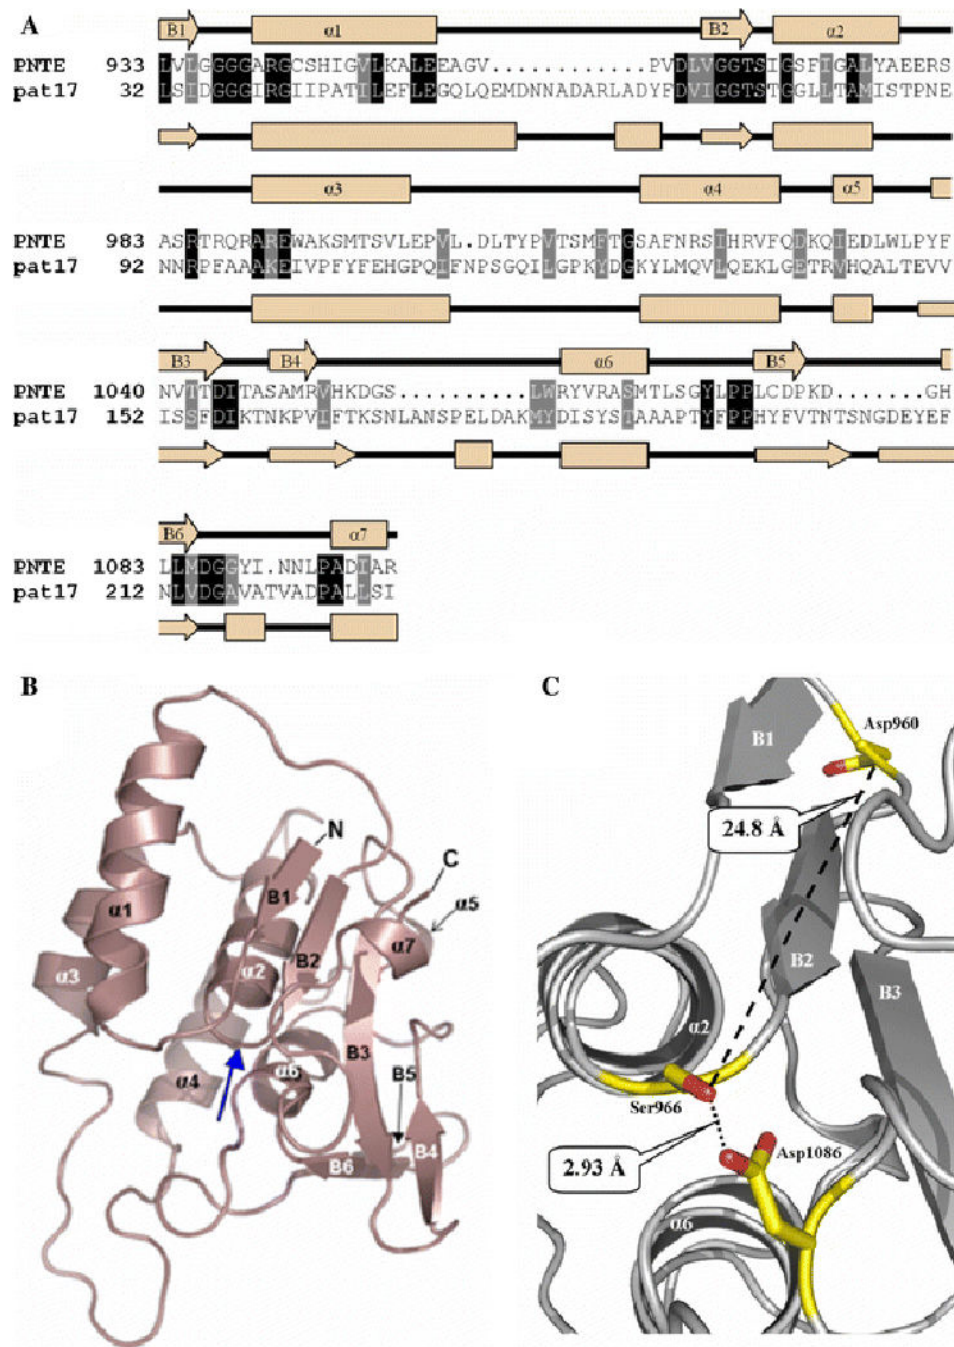 A
B1 α1 B2 α2
PNTE 933 LVLGGGGARGCSHIGVLKALEEAGV............PVDLVGGTSIGSFIGALYAEERS
pat17 32 LSIDGGGIRGIIPATILEFLEGQLQEMDNNADARLADYFDVIGGTSTGGLLTAMISTPNE
α3 α4 α5
PNTE 983 ASRTRQRAREWAKSMTSVLEPVL.DLTYPVTSMFTGSAFNRSIHRVFQDKQIEDLWLPYF
pat17 92 NNRPFAAAKEIVPFYFEHGPQIFNPSGQILGPKYDGKYLMQVLQEKLGETRVHQALTEVV
B3 B4 α6 B5
PNTE 1040 NVTTDITASAMRVHKDGS..........LWRYVRASMTLSGYLPPLCDPKD.......GH
pat17 152 ISSFDIKTNKPVIFTKSNLANSPELDAKMYDISYSTAAAPTYFPPHYFVTNTSNGDEYEF
B6 α7
PNTE 1083 LLMDGGYI.NNLPADIAR
pat17 212 NLVDGAVATVADPALLSI
B
N
C
B1
α1
α5
α7
α3
α2
B2
B3
α4
α6
B5
B6
B4
C
Asp960
B1
24.8 Å
B2
B3
α2
Ser966
Asp1086
2.93 Å
α6